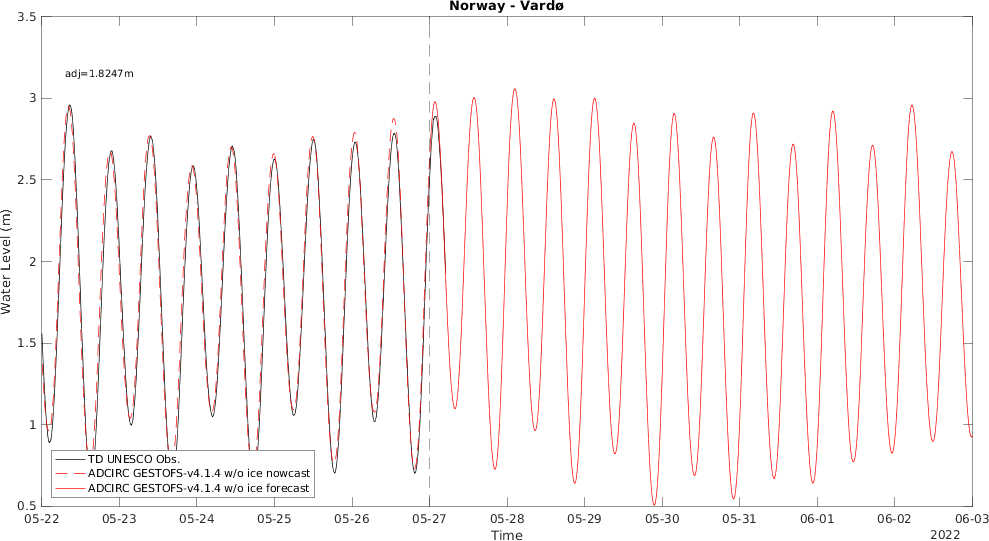 Norway - Vardø
3.5
adj=1.8247m
3
2.5
2
1.5
1
0.5
Water Level (m)
TD UNESCO Obs.
ADCIRC GESTOFS-v4.1.4 w/o ice nowcast
ADCIRC GESTOFS-v4.1.4 w/o ice forecast
05-22 05-23 05-24 05-25 05-26 05-27 05-28 05-29 05-30 05-31 06-01 06-02 06-03
Time
2022